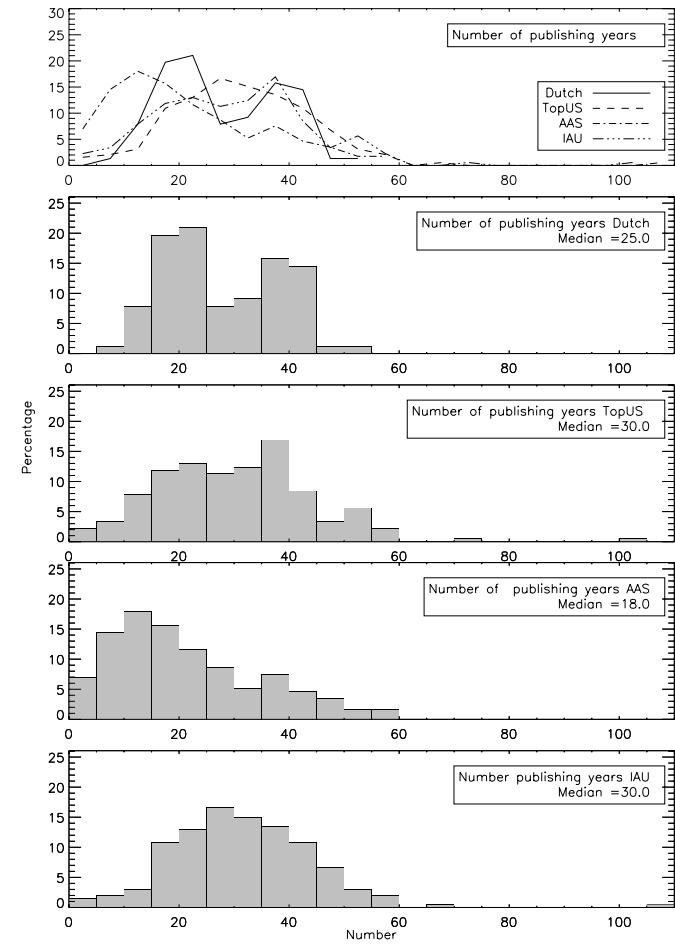 30
25
20
15
10
5
0
Number of publishing years
Dutch
TopUS
AAS
IAU
0 20 40 60 80 100
25
20
15
10
5
0
Number of publishing years Dutch
Median =25.0
0 20 40 60 80 100
Percentage
25
20
15
10
5
0
Number of publishing years TopUS
Median =30.0
0 20 40 60 80 100
25
20
15
10
5
0
Number of publishing years AAS
Median =18.0
0 20 40 60 80 100
25
20
15
10
5
0
Number publishing years IAU
Median =30.0
0 20 40 60 80 100
Number